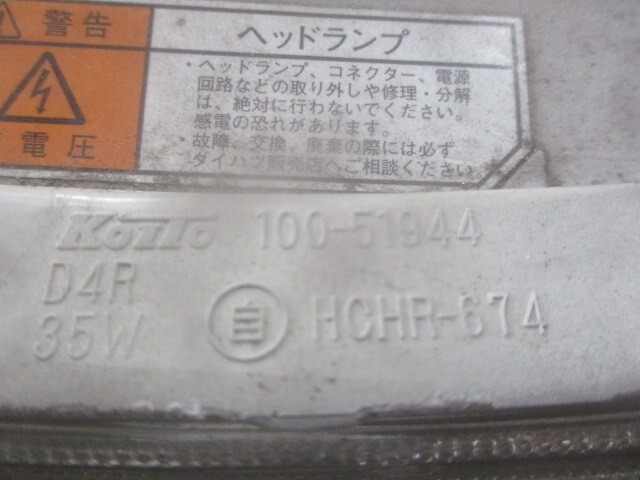 警告
ヘッドランプ
・ヘッドランプ、コネクター、電源
回路などの取り外しや修理・分解
は、絶対に行わないでください。
感電の恐れがあります。
・故障、交換、廃棄の際には必ず
ダイハツ販売店へご相談ください。
電圧
KOITO 100-51944
D4R
35W 自 HCHR-674